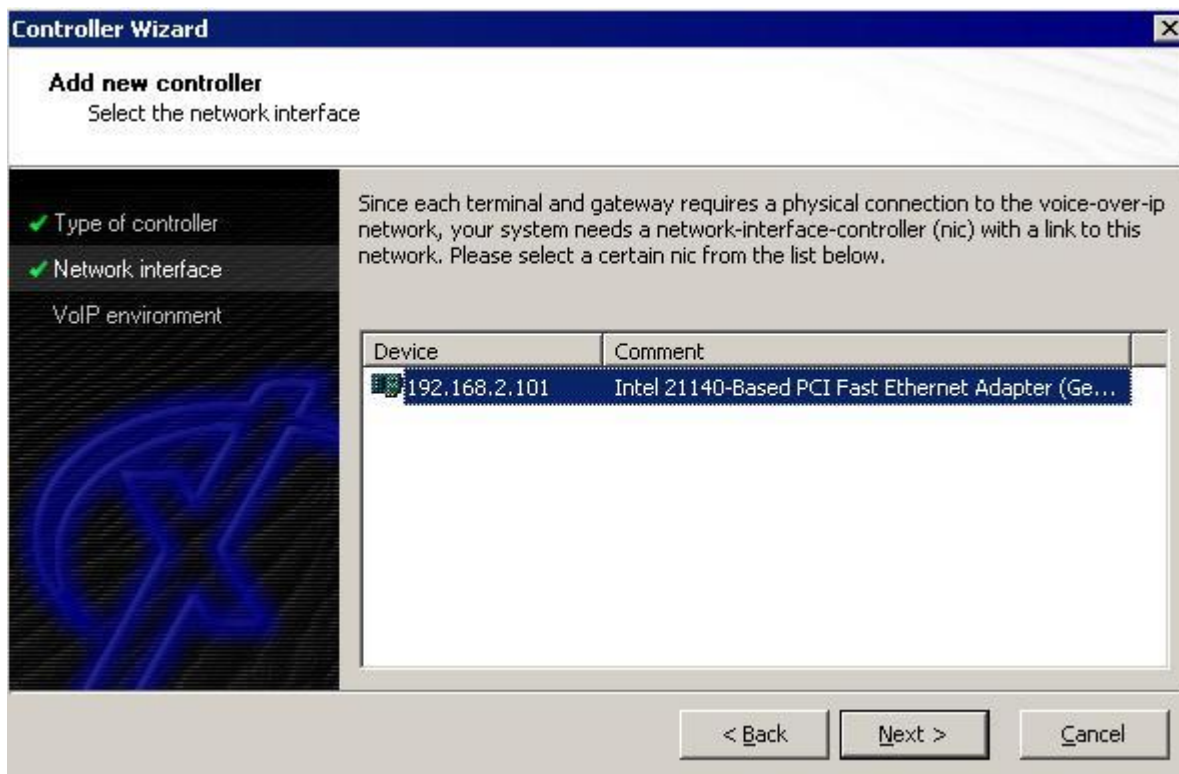 Controller Wizard
Add new controller
Select the network interface
Type of controller
Network interface
VoIP environment
Since each terminal and gateway requires a physical connection to the voice-over-ip
network, your system needs a network-interface-controller (nic) with a link to this
network. Please select a certain nic from the list below.
Device Comment
192.168.2.101 Intel 21140-Based PCI Fast Ethernet Adapter (Ge...
< Back Next > Cancel